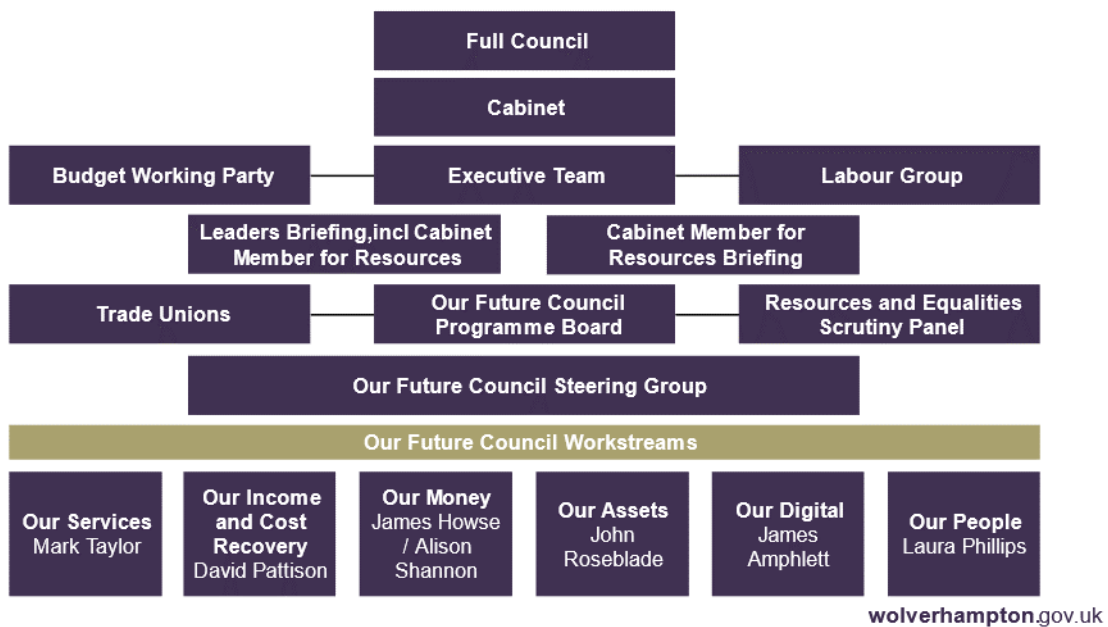 Full Council
Cabinet
Budget Working Party
Executive Team
Labour Group
Leaders Briefing,incl Cabinet
Member for Resources
Cabinet Member for
Resources Briefing
Trade Unions
Our Future Council
Programme Board
Resources and Equalities
Scrutiny Panel
Our Future Council Steering Group
Our Future Council Workstreams
Our Services
Mark Taylor
Our Income
and Cost
Recovery
David Pattison
Our Money
James Howse
/ Alison
Shannon
Our Assets
John
Roseblade
Our Digital
James
Amphlett
Our People
Laura Phillips
wolverhampton.gov.uk